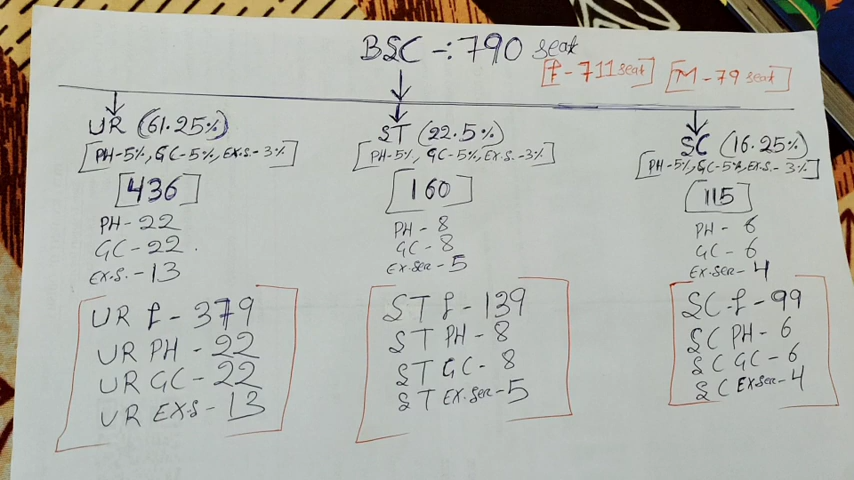 BSC -: 790 seat
[f - 711 seat] [M - 79 seat]
UR (61.25%)
[PH-5%, GC-5%, EX.S.-3%]
[436]
PH - 22
GC - 22.
EX.S. - 13
UR f - 379
UR PH - 22
UR GC - 22
UR EX.S - 13
ST (22.5%)
[PH-5%, GC-5%, EX.S.-3%]
[160]
PH - 8
GC - 8
EX.Ser - 5
ST f - 139
ST PH - 8
ST GC - 8
ST EX.Ser - 5
SC (16.25%)
[PH-5%, GC-5%, EX.S.-3%]
[115]
PH - 6
GC - 6
EX.Ser - 4
SC f - 99
SC PH - 6
SC GC - 6
SC EX.Ser - 4